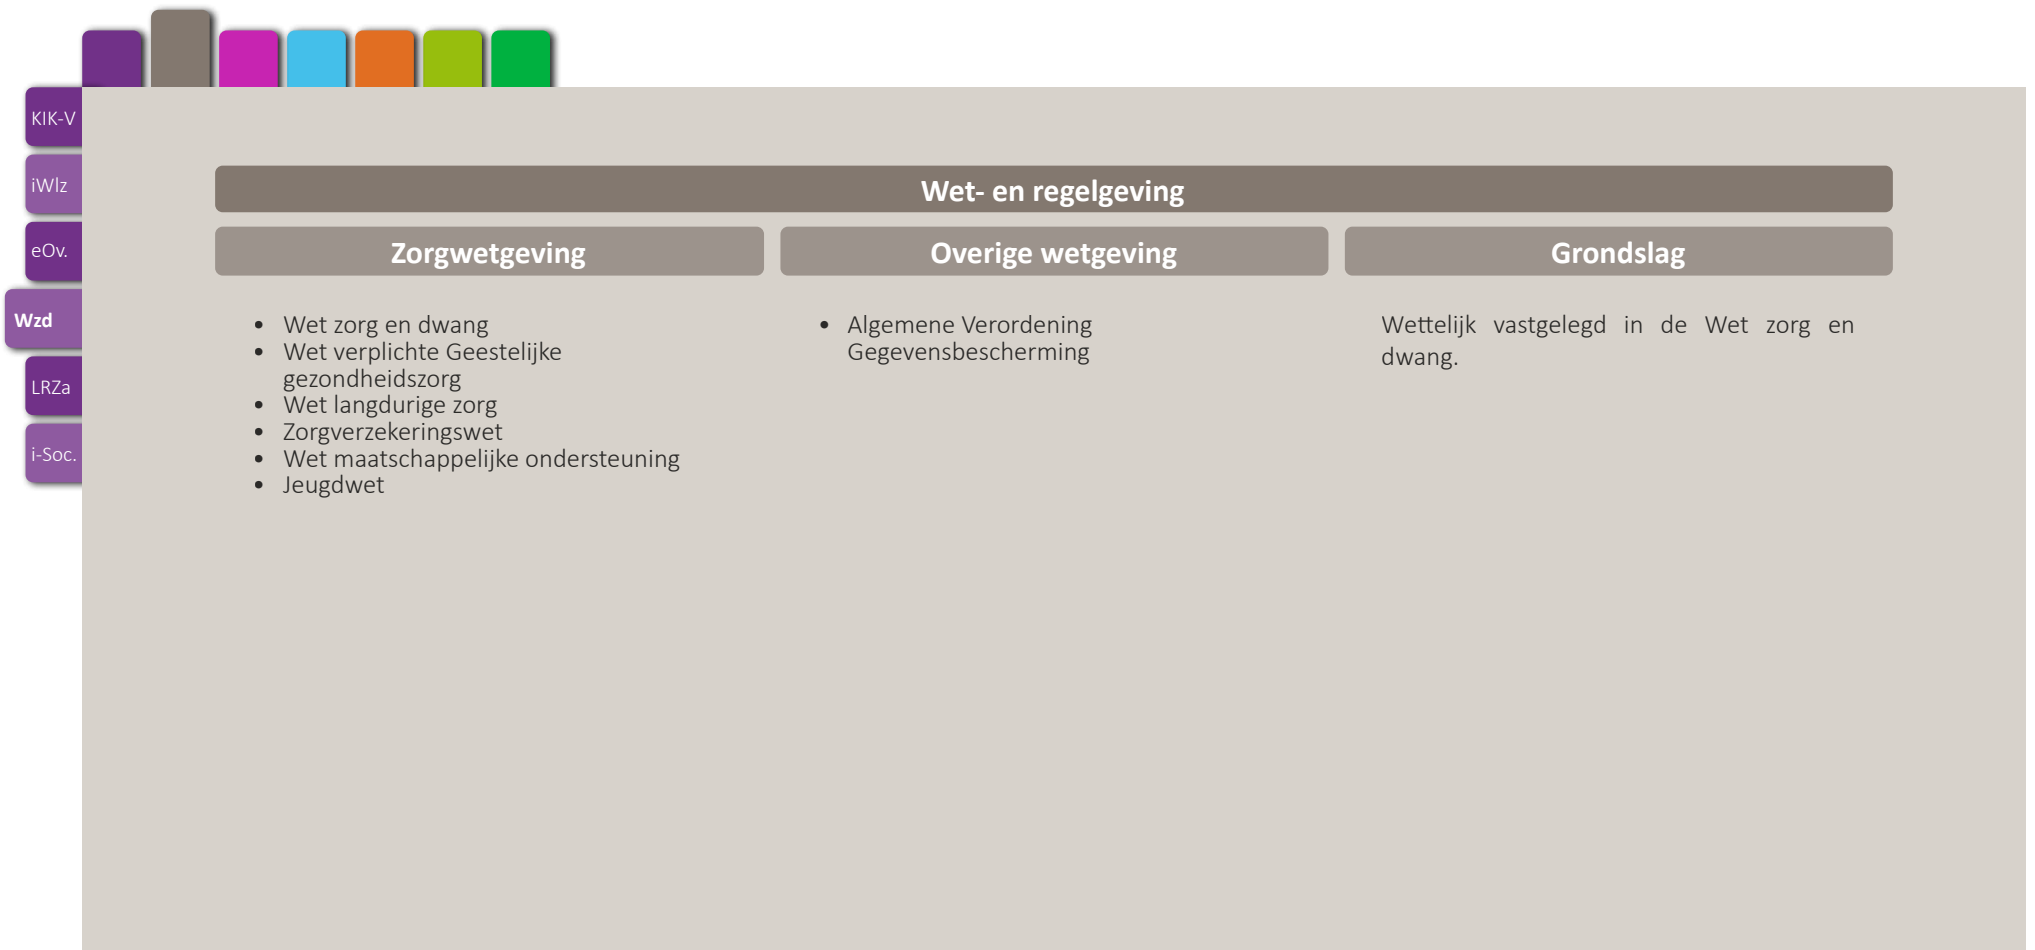 KIK-V
iWlz
eOv.
Wzd
LRZa
i-Soc.
Wet- en regelgeving
Zorgwetgeving
• Wet zorg en dwang
• Wet verplichte Geestelijke
gezondheidszorg
• Wet langdurige zorg
• Zorgverzekeringswet
• Wet maatschappelijke ondersteuning
• Jeugdwet
Overige wetgeving
• Algemene Verordening
Gegevensbescherming
Grondslag
Wettelijk vastgelegd in de Wet zorg en
dwang.